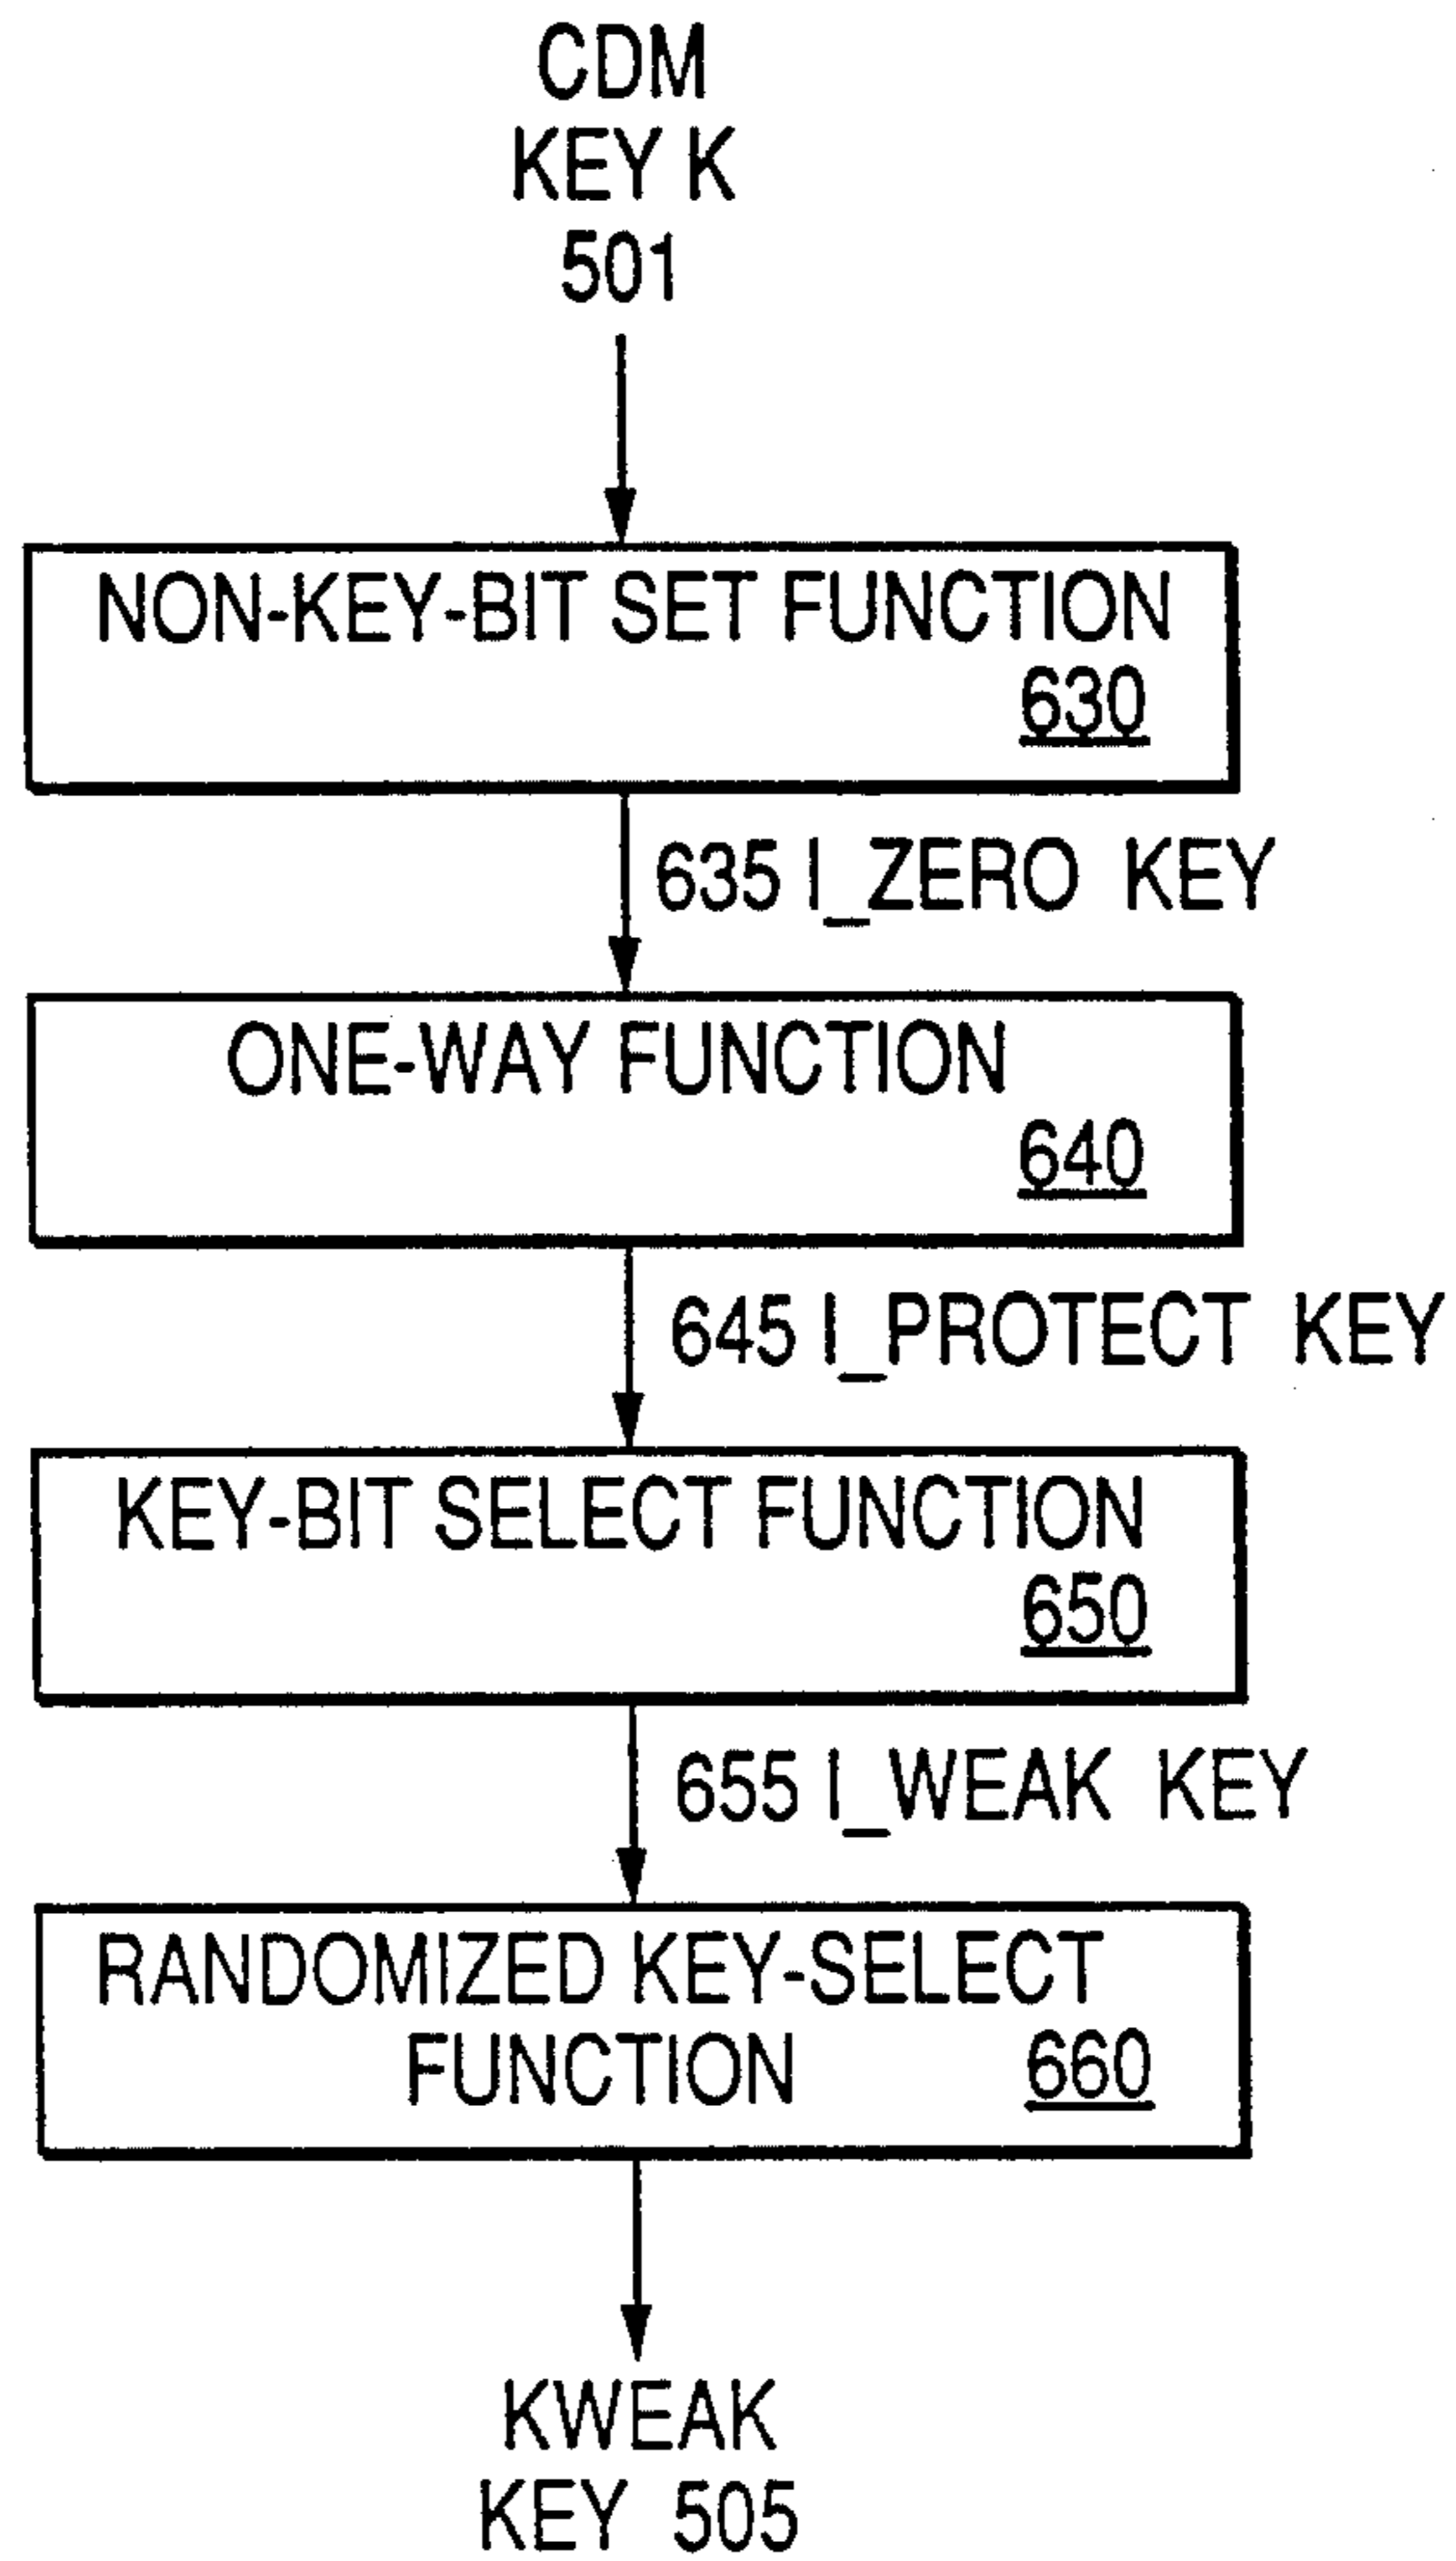 CDM
KEY K
501
NON-KEY-BIT SET FUNCTION
630
635 I_ZERO KEY
ONE-WAY FUNCTION
640
645 I_PROTECT KEY
KEY-BIT SELECT FUNCTION
650
655 I_WEAK KEY
RANDOMIZED KEY-SELECT
FUNCTION 660
KWEAK
KEY 505